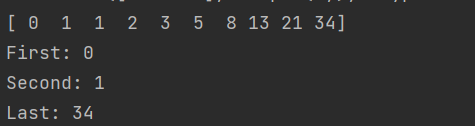 [ 0  1  1  2  3  5  8 13 21 34]
First: 0
Second: 1
Last: 34